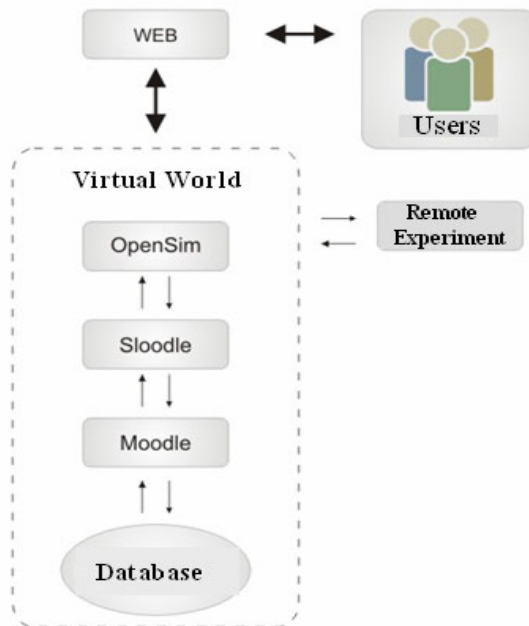 WEB
Users
Virtual World
OpenSim
Remote
Experiment
Sloodle
Moodle
Database